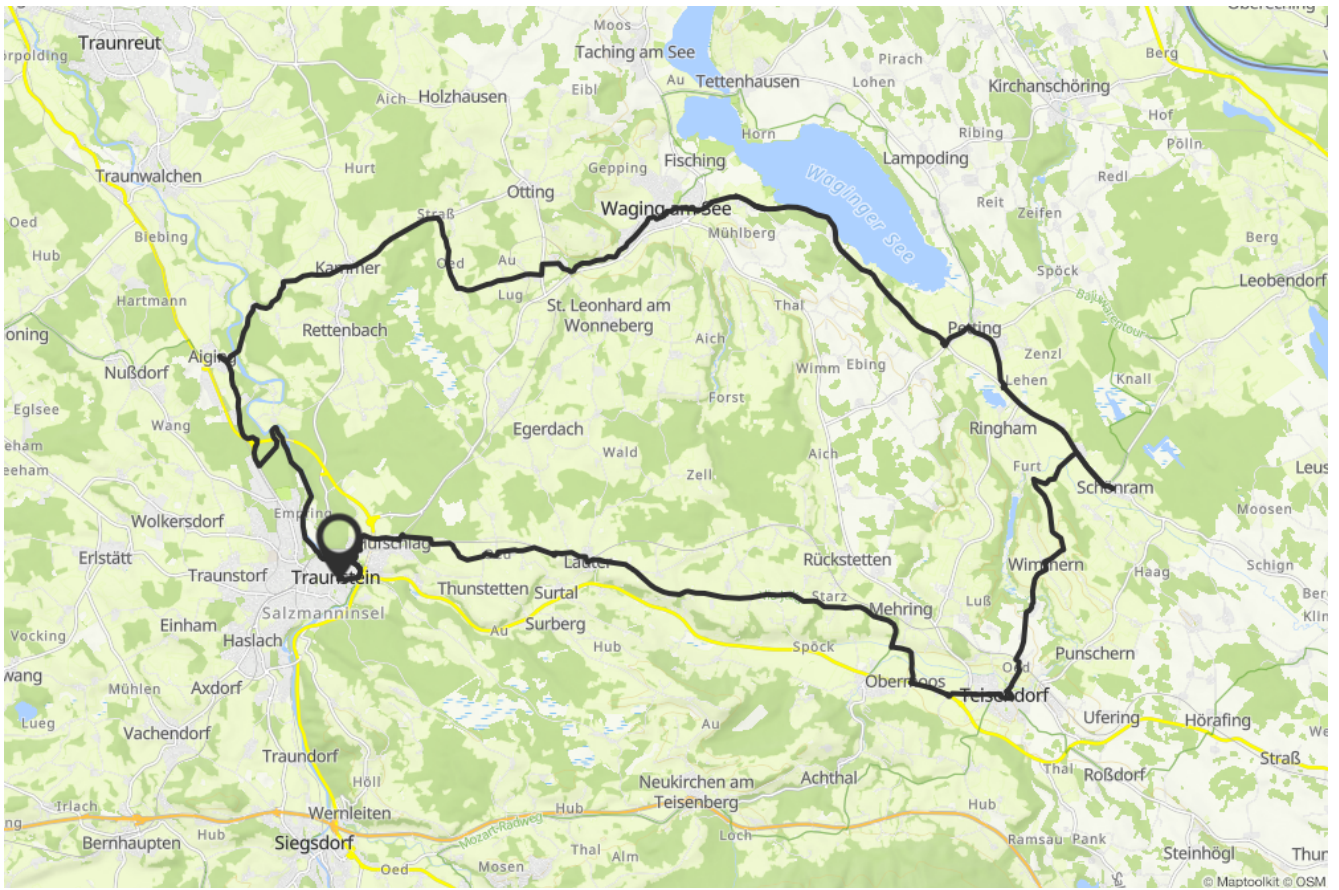 Traunreut
Moos
Taching am See
Au
Tettenhausen
Pirach
Lohen
Berg
Kirchanschöring
Eibl
Aich
Holzhausen
Hof
Pölln
Horn
Ribing
Hurt
Gepping
Fisching
Lampoding
Traunwalchen
Otting
Waginger See
Redl
Reit
Zeifen
Straß
Waging am See
Mühlberg
Oed
Biebing
Berg
Hub
Kammer
Oed
Au
Spöck
Leobendorf
Hartmann
Lug
St. Leonhard am
Wonneberg
Thal
Rettenbach
Petting
Aiging
Aich
Zenzl
Nußdorf
Wimm
Ebing
Lehen
Knall
Forst
Eglsee
Wang
Egerdach
Ringham
Wald
Aich
Zell
Furt
Schönram
Moosen
Empfing
Wolkersdorf
Erlstätt
Lauter
Rückstetten
Wimmern
Schign
Traunstorf
Traunstein
Thunstetten
Surtal
Starz
Haag
Luß
Salzmanninsel
Mehring
Einham
Surberg
Au
Vocking
Haslach
Hub
Spöck
Punschern
Axdorf
Mühlen
Teisendorf
Lueg
Au
Ufering
Hörafing
Vachendorf
Traundorf
Straß
Thal
Roßdorf
Höll
Neukirchen am
Teisenberg
Achthal
Irlach
Wernleiten
Hub
Hub
Bernhaupten
Hub
Siegsdorf
Mozart-Radweg
Loch
Ramsau
Pank
Thal
Alm
Steinhögl
Oed
Mosen
© Maptoolkit © OSM